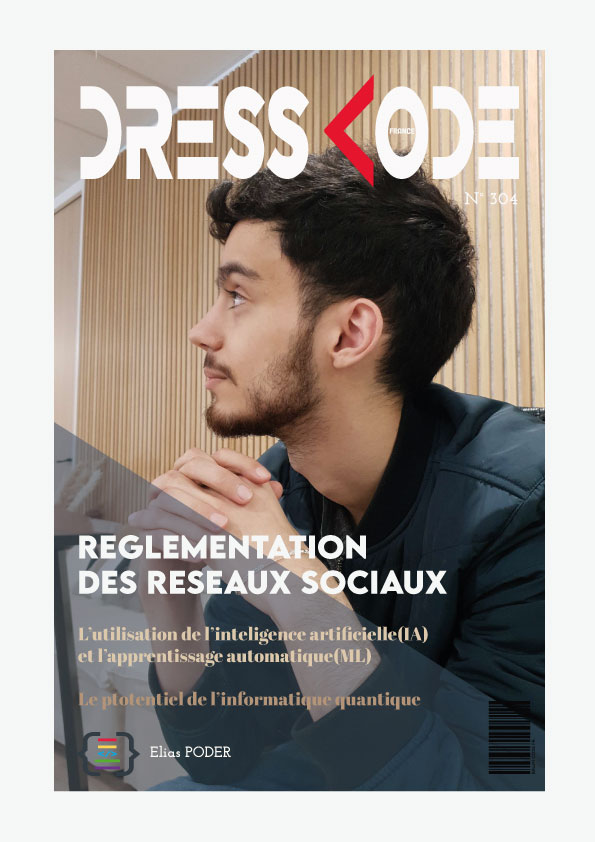 DRESS CODE
FRANCE
N° 304
REGLEMENTATION
DES RESEAUX SOCIAUX
L'utilisation de l'inteligence artificielle(IA)
et l'apprentissage automatique(ML)
Le ptotentiel de l'informatique quantique
Elias PODER